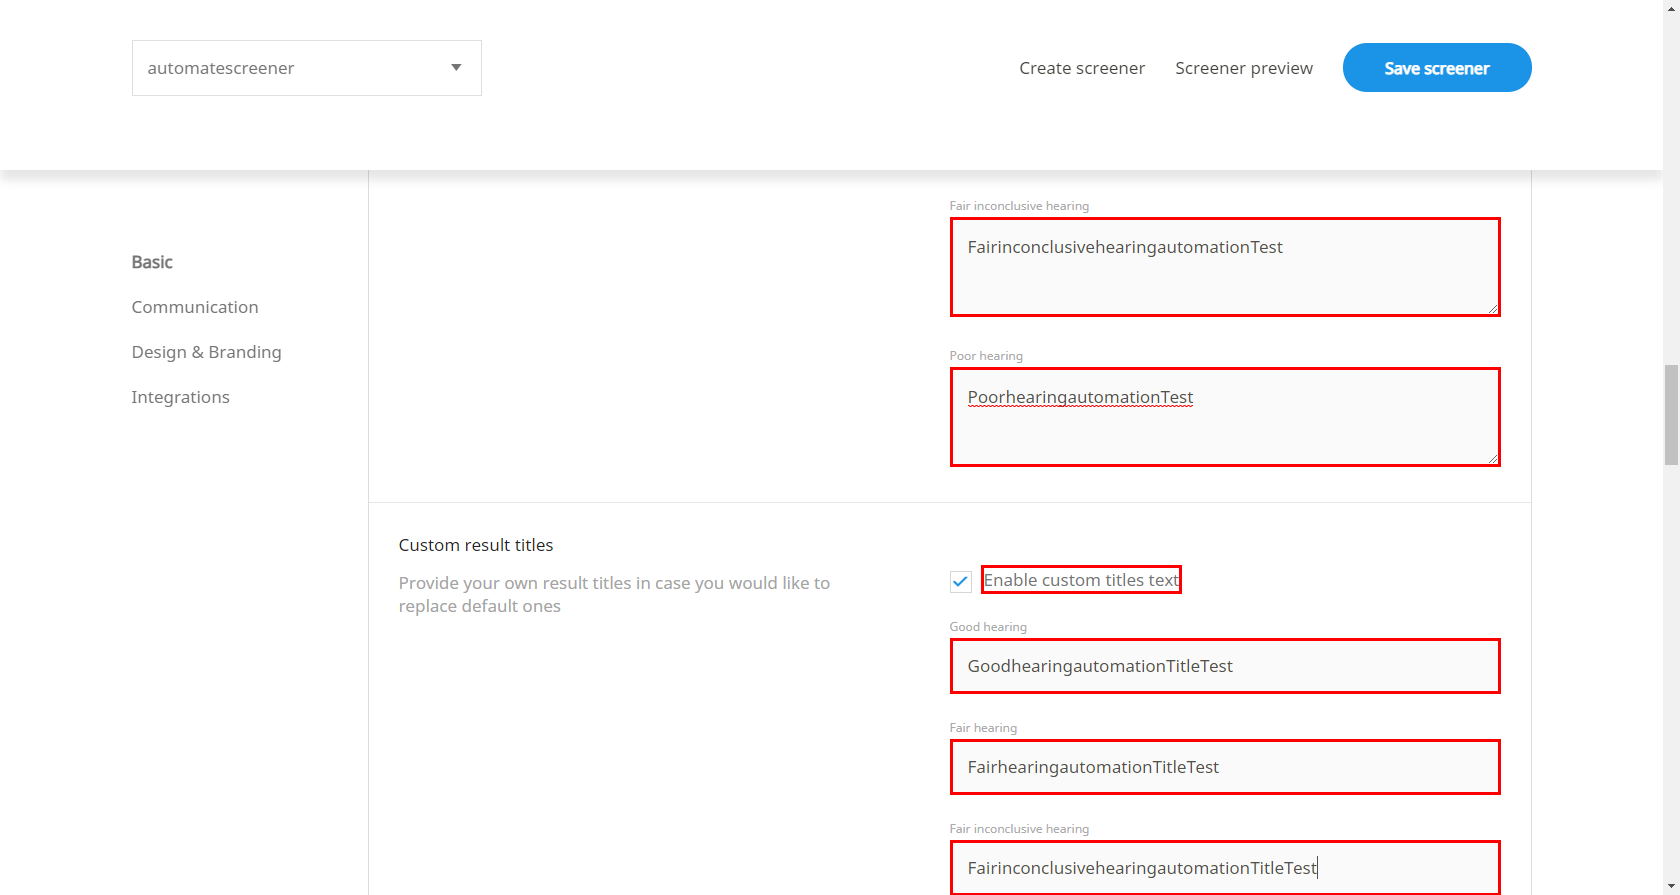 automatescreener
Create screener
Screener preview
Save screener
Basic
Communication
Design & Branding
Integrations
Fair inconclusive hearing
FairinconclusivehearingautomationTest
Poor hearing
PoorhearingautomationTest
Custom result titles
Provide your own result titles in case you would like to
replace default ones
Enable custom titles text
Good hearing
GoodhearingautomationTitleTest
Fair hearing
FairhearingautomationTitleTest
Fair inconclusive hearing
FairinconclusivehearingautomationTitleTest